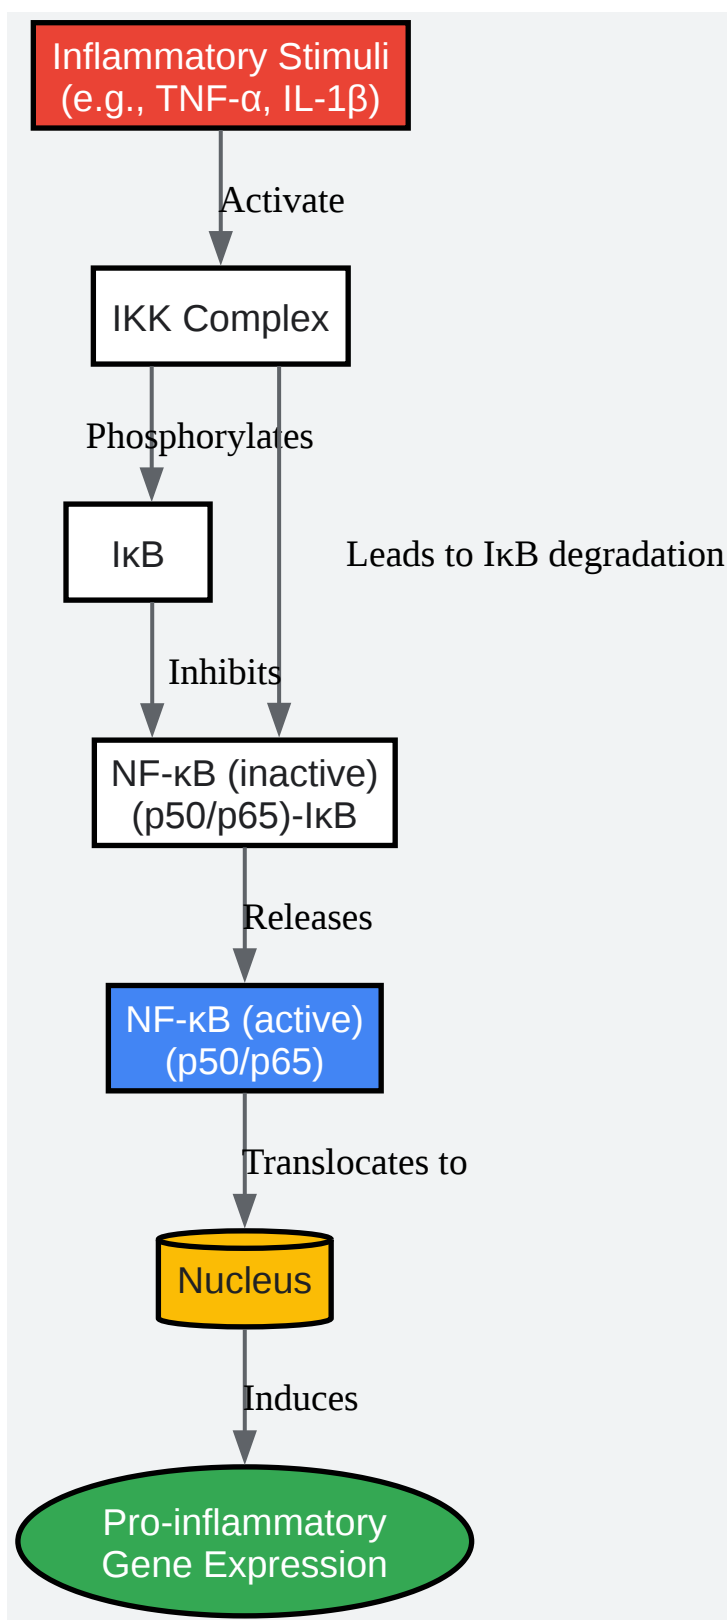 Inflammatory Stimuli
(e.g., TNF-α, IL-1β)
Activate
IKK Complex
Phosphorylates
IκB
Leads to IκB degradation
Inhibits
NF-κB (inactive)
(p50/p65)-IκB
Releases
NF-κB (active)
(p50/p65)
Translocates to
Nucleus
Induces
Pro-inflammatory
Gene Expression